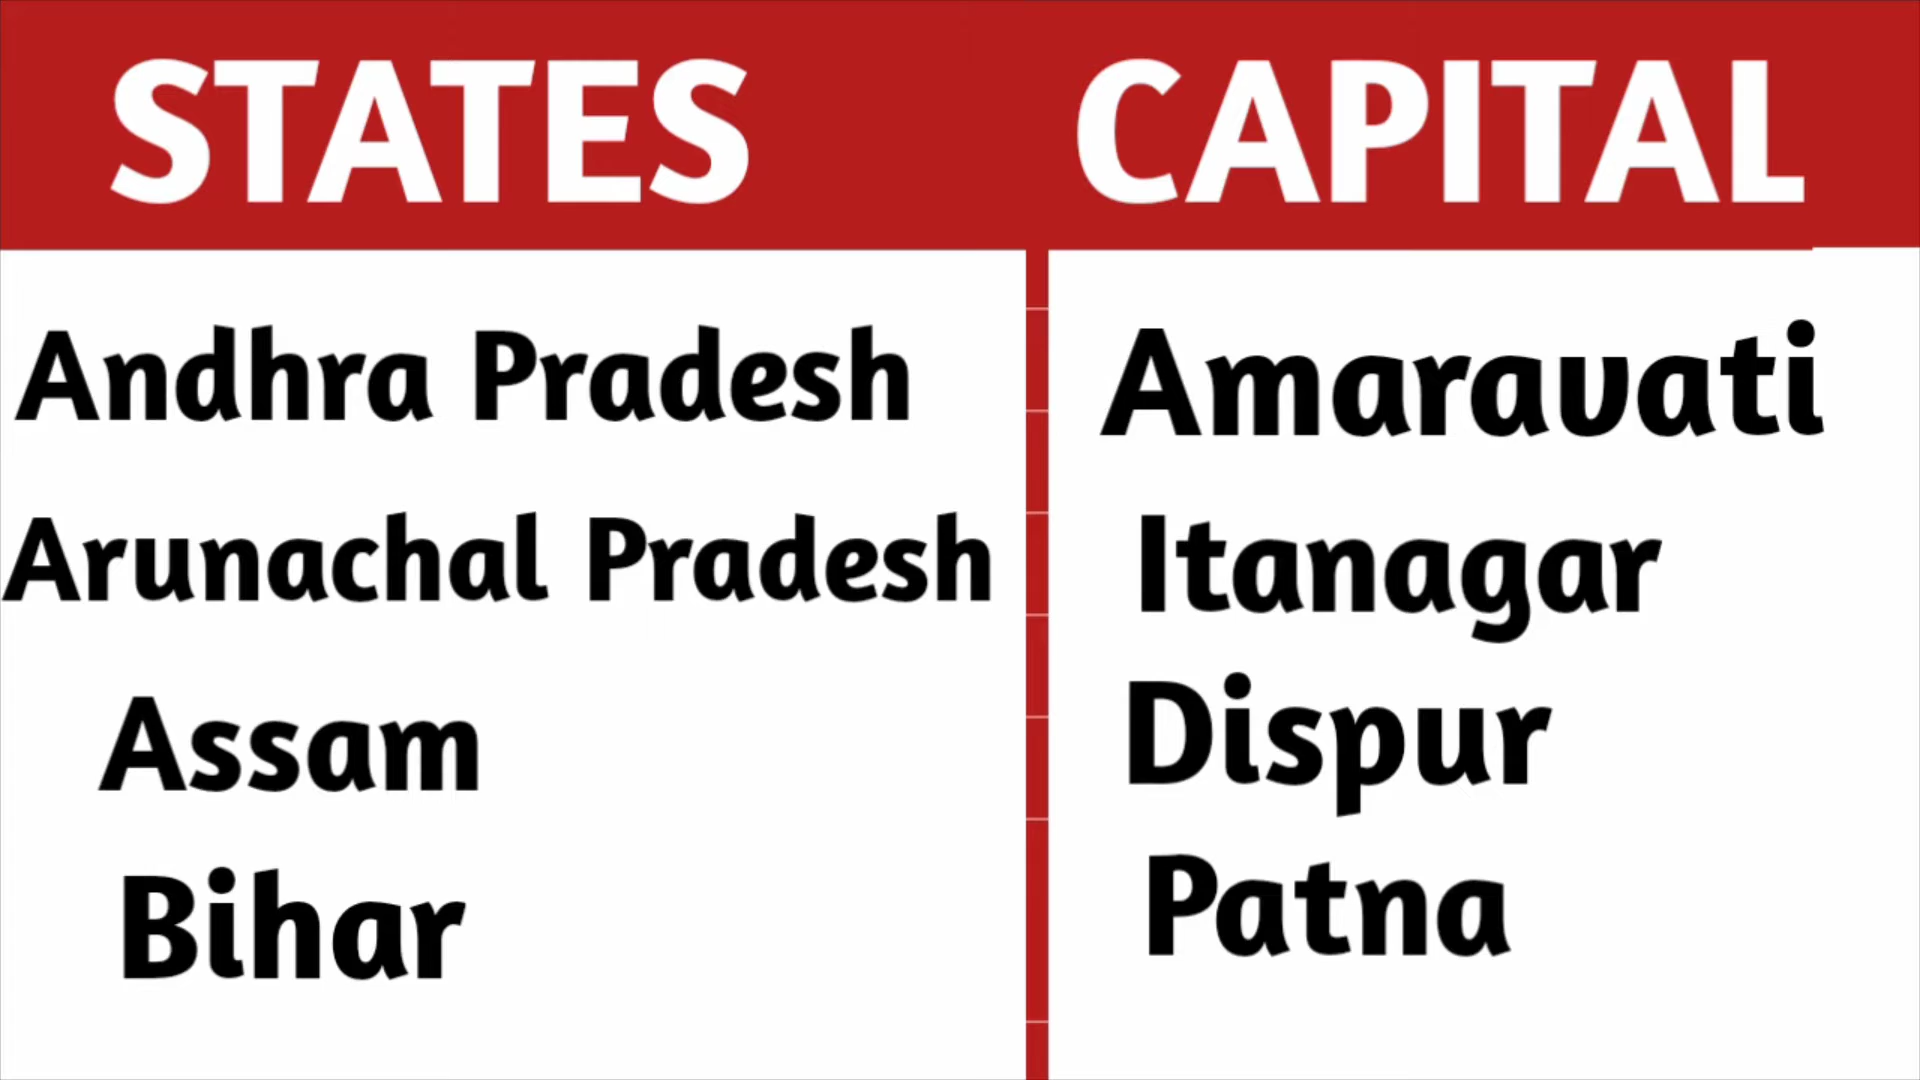 STATES CAPITAL
Andhra Pradesh Amaravati
Arunachal Pradesh Itanagar
Assam Dispur
Bihar Patna